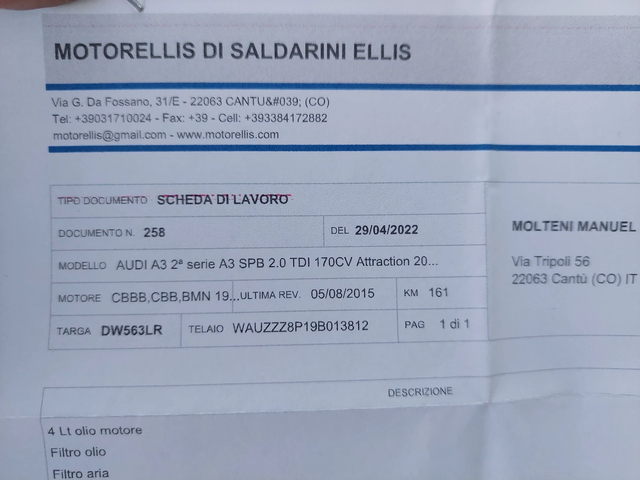 MOTORELLIS DI SALDARINI ELLIS
Via G. Da Fossano, 31/E - 22063 CANTU&#039; (CO)
Tel: +39031710024 - Fax: +39 - Cell: +393384172882
motorellis@gmail.com - www.motorellis.com
TIPO DOCUMENTO SCHEDA DI LAVORO
DOCUMENTO N. 258 DEL 29/04/2022
MODELLO AUDI A3 2ª serie A3 SPB 2.0 TDI 170CV Attraction 20...
MOTORE CBBB,CBB,BMN 19... ULTIMA REV. 05/08/2015 KM 161
TARGA DW563LR TELAIO WAUZZZ8P19B013812 PAG 1 di 1
MOLTENI MANUEL
Via Tripoli 56
22063 Cantù (CO) IT
DESCRIZIONE
4 Lt olio motore
Filtro olio
Filtro aria